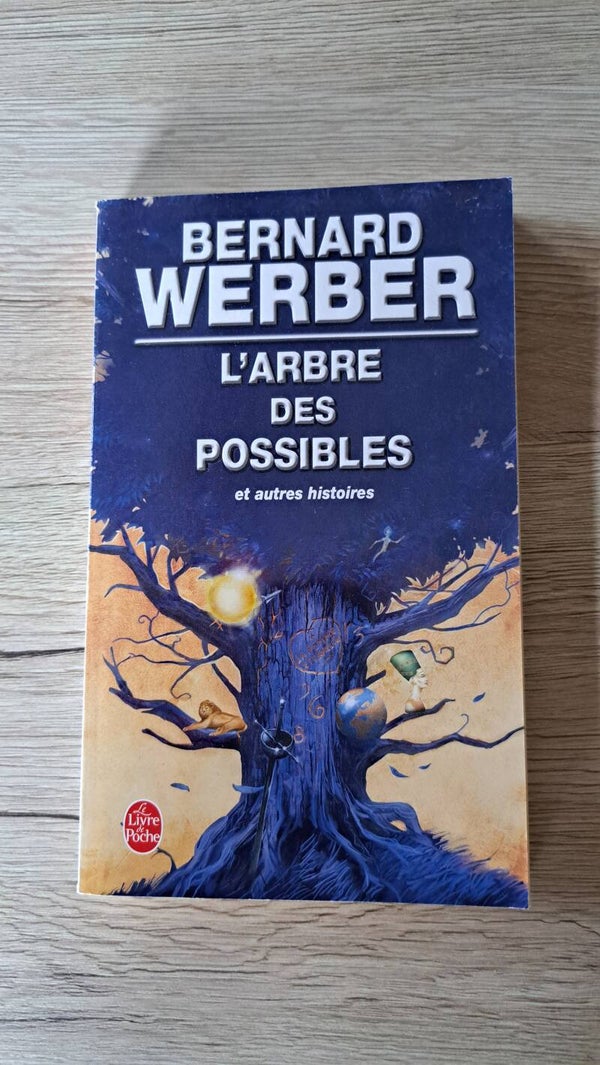 BERNARD
WERBER
L'ARBRE
DES
POSSIBLES
et autres histoires
Le
Livre
de
Poche